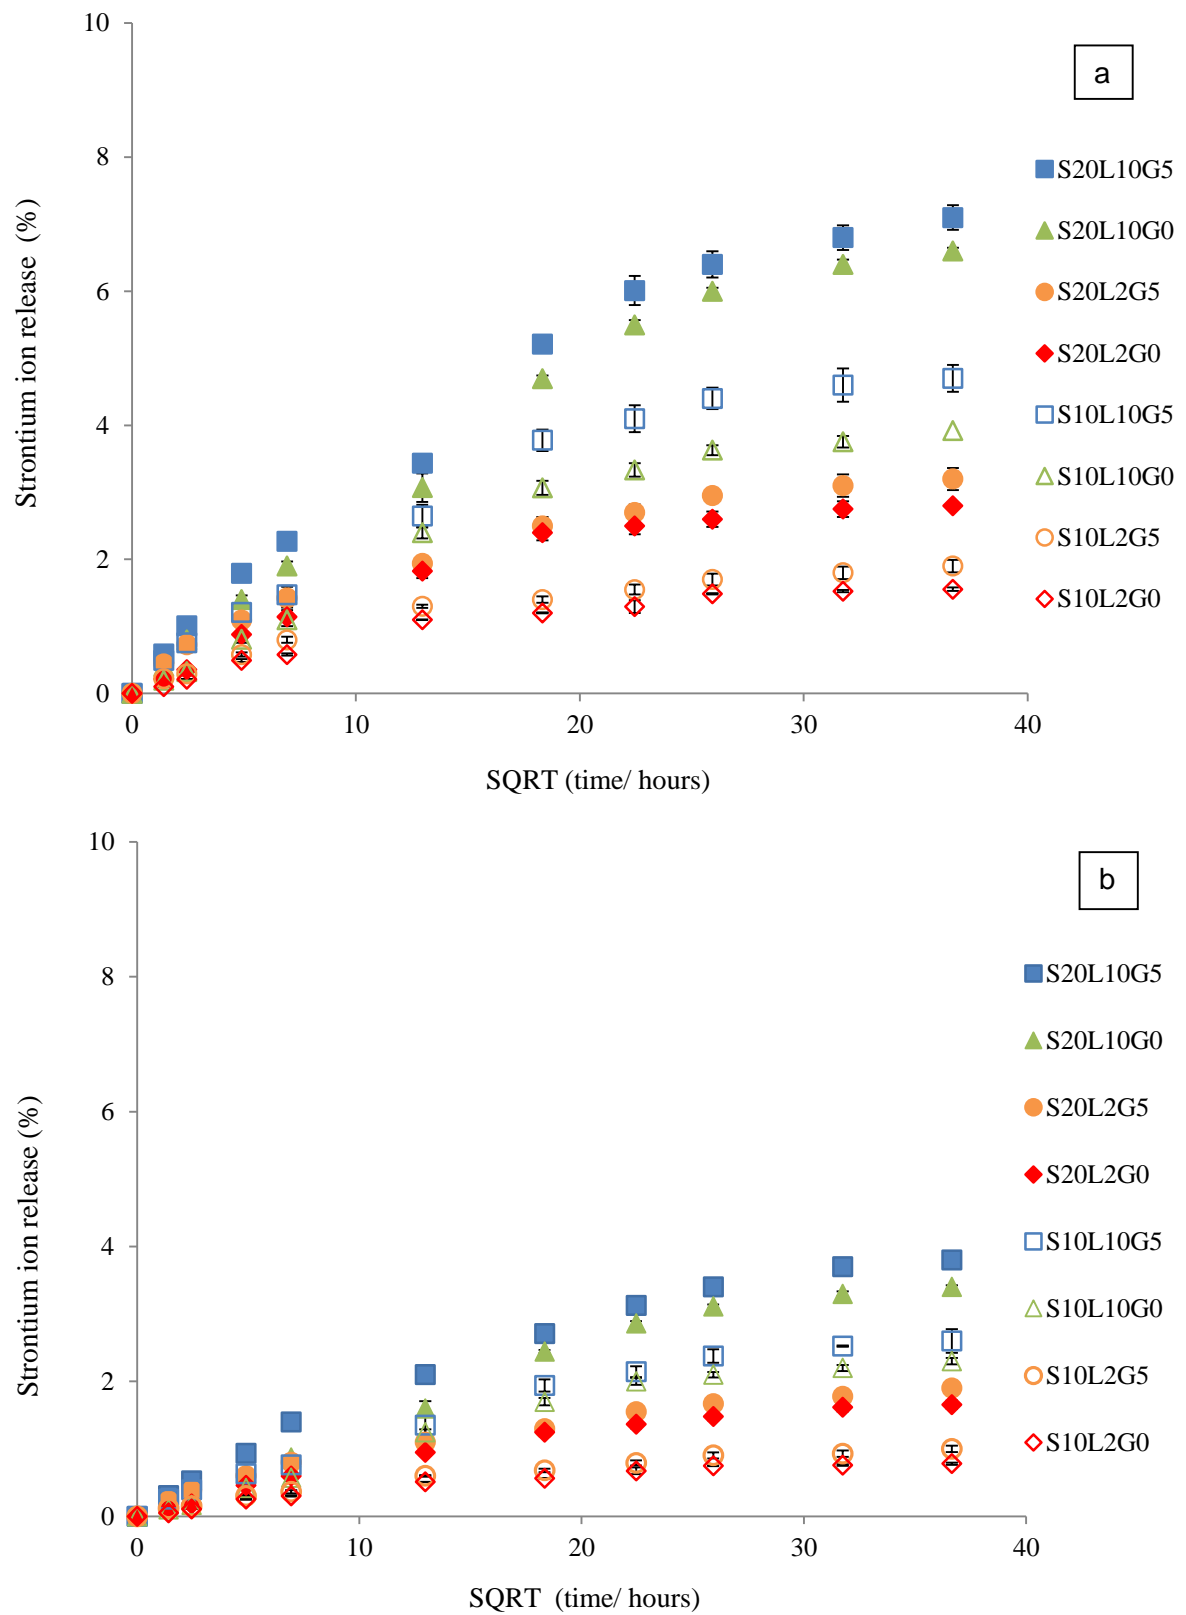 10
a
8
S20L10G5
S20L10G0
6
S20L2G5
S20L2G0
Strontium ion release (%)
4
S10L10G5
S10L10G0
2
S10L2G5
S10L2G0
0
0 10 20 30 40
SQRT (time/ hours)
10
b
8
S20L10G5
S20L10G0
6
S20L2G5
S20L2G0
Strontium ion release (%)
4
S10L10G5
S10L10G0
2
S10L2G5
S10L2G0
0
0 10 20 30 40
SQRT (time/ hours)